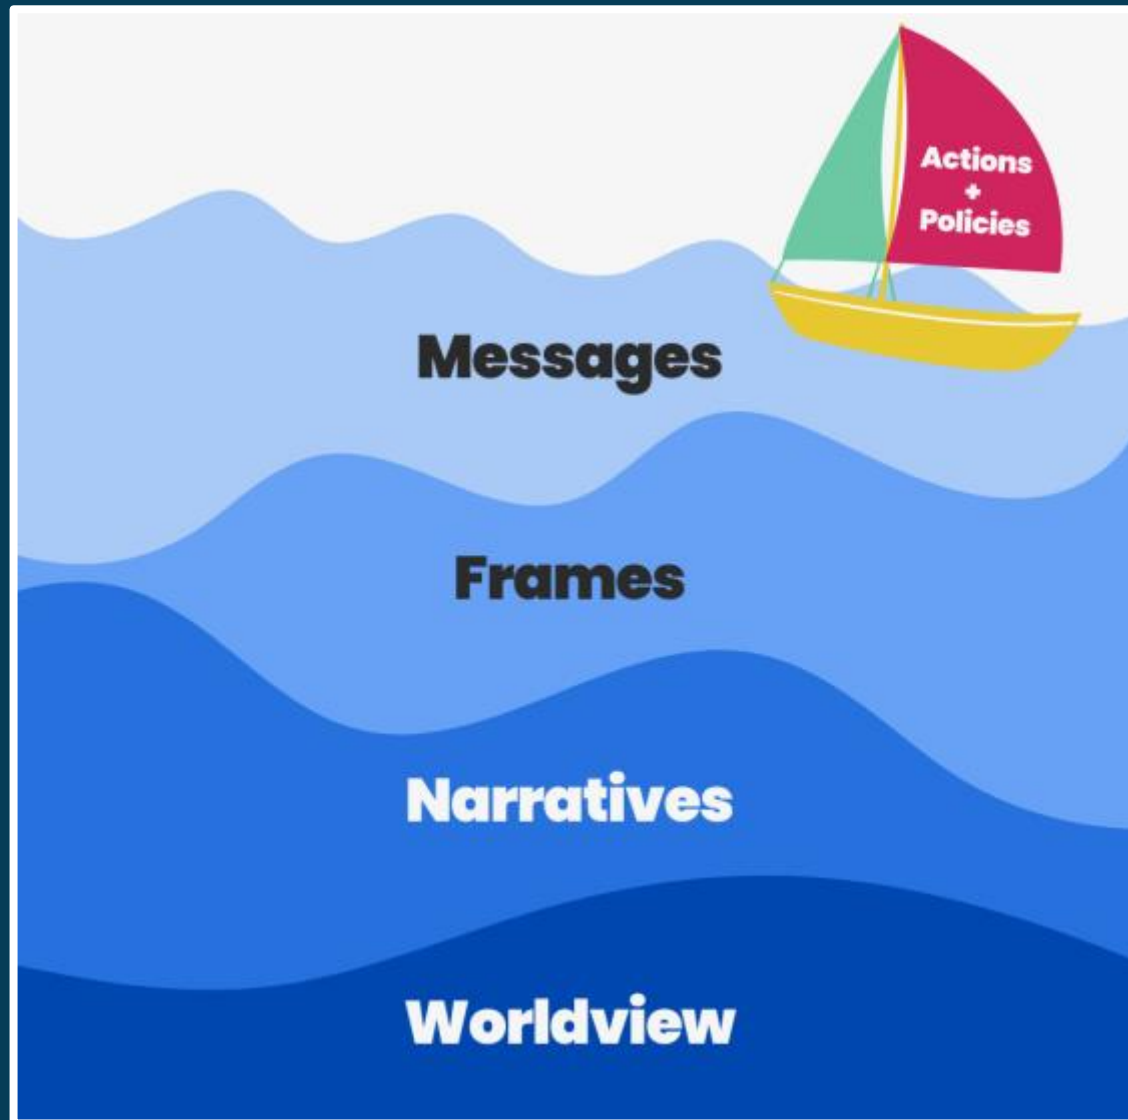 Actions
+
Policies
Messages
Frames
Narratives
Worldview